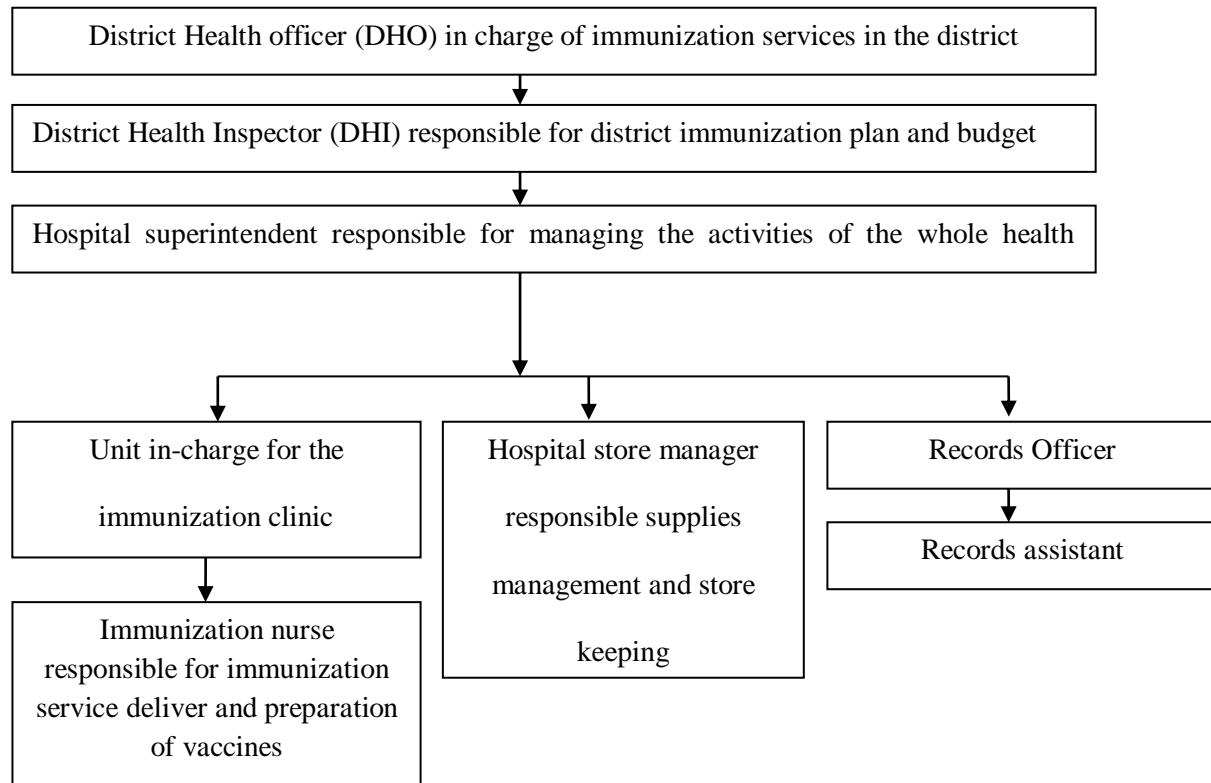 District Health officer (DHO) in charge of immunization services in the district
District Health Inspector (DHI) responsible for district immunization plan and budget
Hospital superintendent responsible for managing the activities of the whole health
Unit in-charge for the
immunization clinic
Immunization nurse
responsible for immunization
service deliver and preparation
of vaccines
Hospital store manager
responsible supplies
management and store
keeping
Records Officer
Records assistant